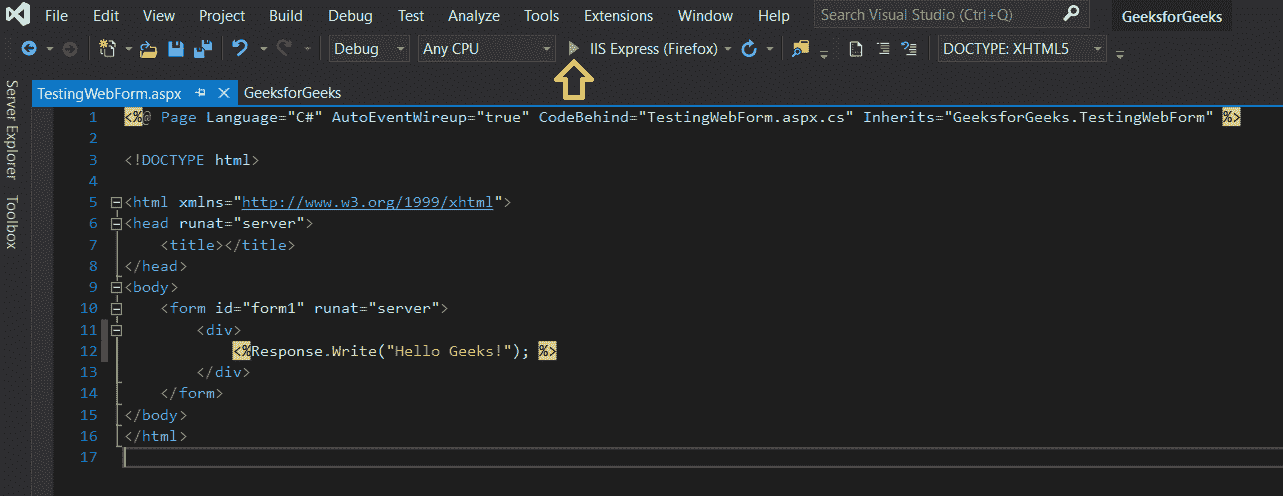 File Edit View Project Build Debug Test Analyze Tools Extensions Window Help Search Visual Studio (Ctrl+Q) GeeksforGeeks
Debug Any CPU IIS Express (Firefox) DOCTYPE: XHTML5
Server Explorer
Toolbox
TestingWebForm.aspx GeeksforGeeks
1 <%@ Page Language="C#" AutoEventWireup="true" CodeBehind="TestingWebForm.aspx.cs" Inherits="GeeksforGeeks.TestingWebForm" %>
2
3 <!DOCTYPE html>
4
5 <html xmlns="http://www.w3.org/1999/xhtml">
6 <head runat="server">
7     <title></title>
8 </head>
9 <body>
10     <form id="form1" runat="server">
11         <div>
12             <%Response.Write("Hello Geeks!"); %>
13         </div>
14     </form>
15 </body>
16 </html>
17